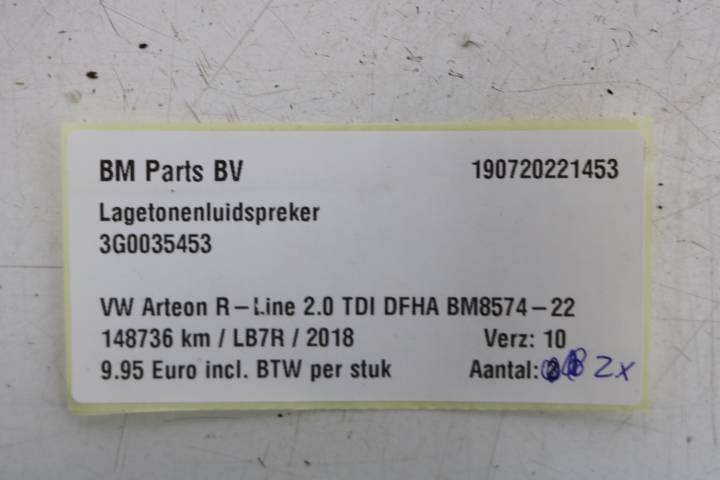 BM Parts BV 190720221453
Lagetonenluidspreker
3G0035453
VW Arteon R-Line 2.0 TDI DFHA BM8574-22
148736 km / LB7R / 2018 Verz: 10
9.95 Euro incl. BTW per stuk Aantal: 2x